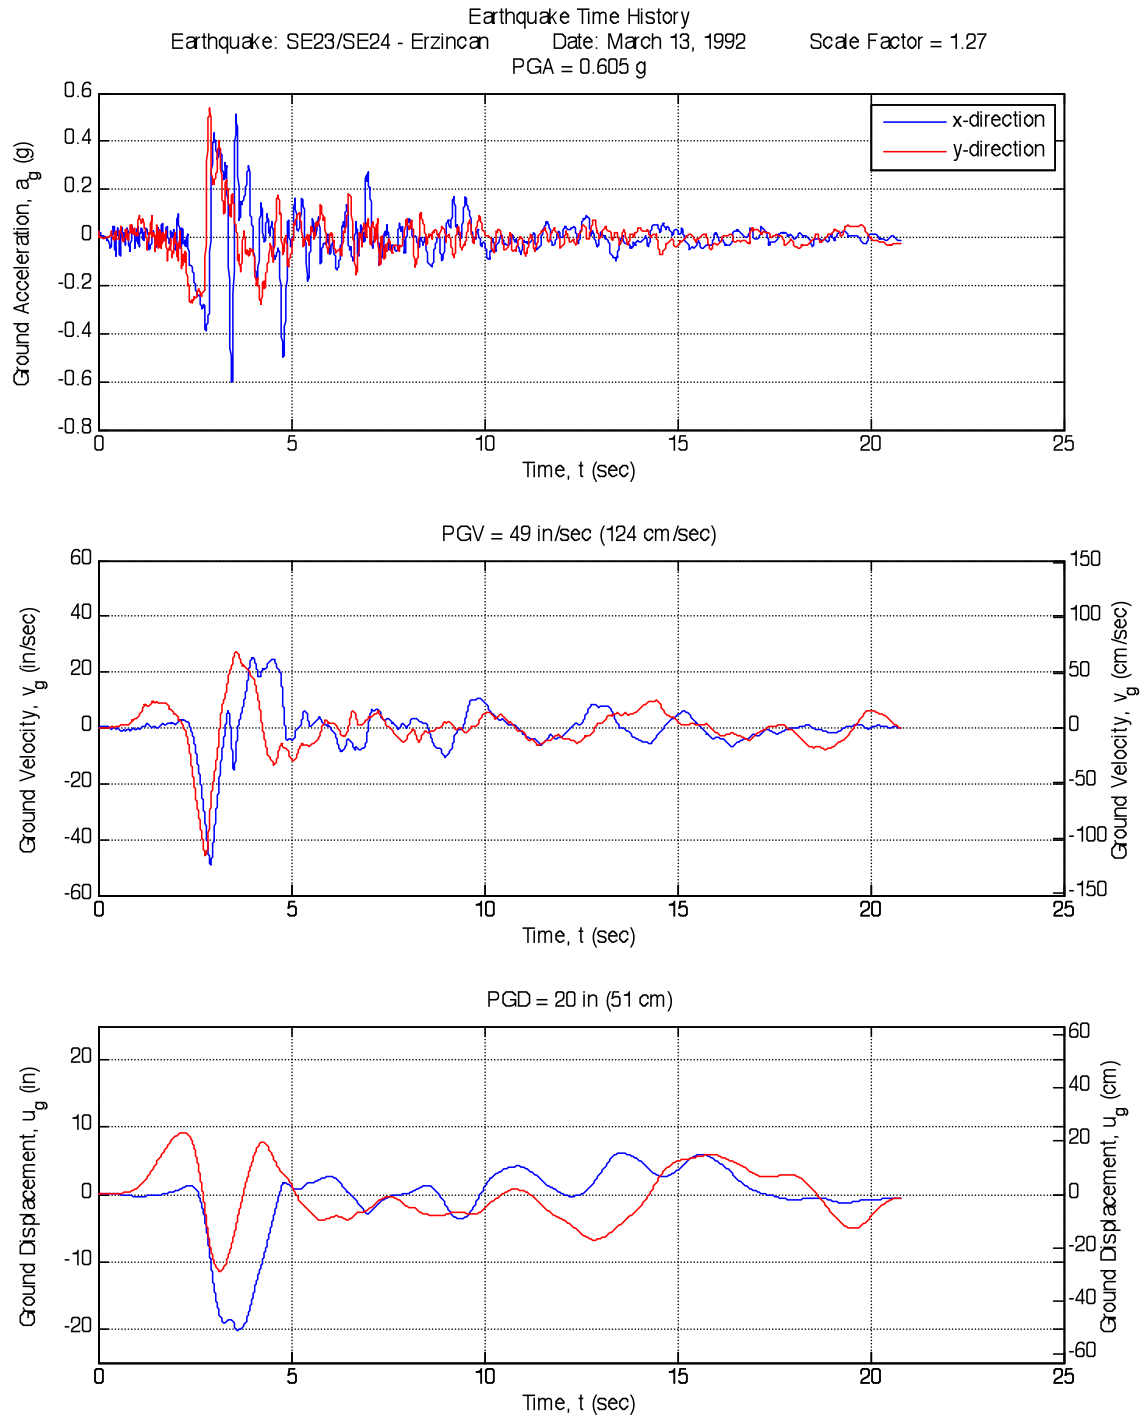 Earthquake Time History
Earthquake: SE23/SE24 - Erzincan Date: March 13, 1992 Scale Factor = 1.27
PGA = 0.605 g
Ground Acceleration, a_g (g)
0.6
0.4
0.2
0
-0.2
-0.4
-0.6
-0.8
x-direction
y-direction
0 5 10 15 20 25
Time, t (sec)
PGV = 49 in/sec (124 cm/sec)
Ground Velocity, v_g (in/sec)
60
40
20
0
-20
-40
-60
150
100
50
0
-50
-100
-150
Ground Velocity, v_g (cm/sec)
0 5 10 15 20 25
Time, t (sec)
PGD = 20 in (51 cm)
Ground Displacement, u_g (in)
20
10
0
-10
-20
60
40
20
0
-20
-40
-60
Ground Displacement, u_g (cm)
0 5 10 15 20 25
Time, t (sec)